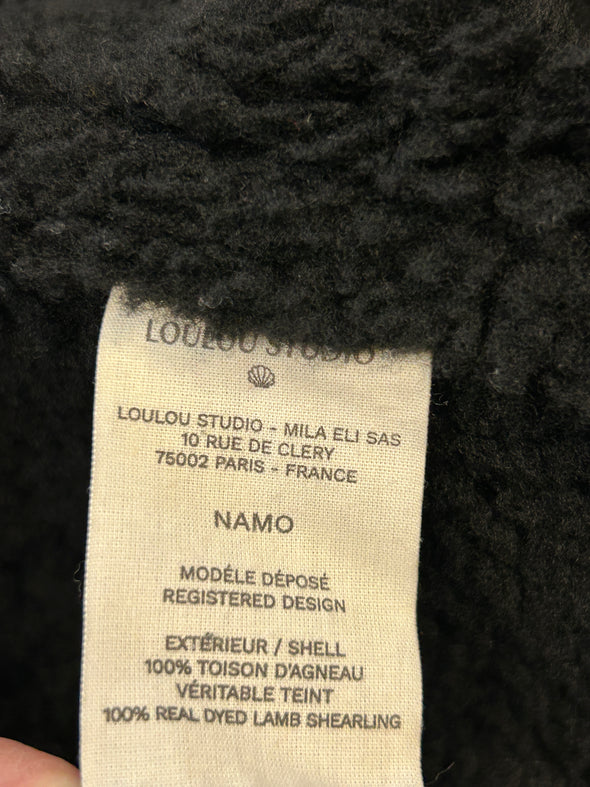 LOULOU STUDIO
LOULOU STUDIO - MILA ELI SAS
10 RUE DE CLERY
75002 PARIS - FRANCE
NAMO
MODÉLE DÉPOSÉ
REGISTERED DESIGN
EXTÉRIEUR / SHELL
100% TOISON D'AGNEAU
VÉRITABLE TEINT
100% REAL DYED LAMB SHEARLING